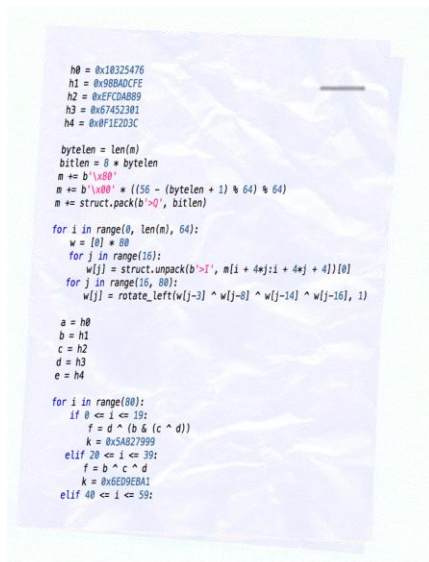 h0 = 0x10325476
h1 = 0x98BADCFE
h2 = 0xEFCDAB89
h3 = 0x67452301
h4 = 0x0F1E2D3C
bytelen = len(m)
bitlen = 8 * bytelen
m += b'\x80'
m += b'\x00' * ((56 - (bytelen + 1) % 64) % 64)
m += struct.pack(b'>Q', bitlen)
for i in range(0, len(m), 64):
w = [0] * 80
for j in range(16):
w[j] = struct.unpack(b'>I', m[i + 4*j:i + 4*j + 4])[0]
for j in range(16, 80):
w[j] = rotate_left(w[j-3] ^ w[j-8] ^ w[j-14] ^ w[j-16], 1)
a = h0
b = h1
c = h2
d = h3
e = h4
for i in range(80):
if 0 <= i <= 19:
f = d ^ (b & (c ^ d))
k = 0x5A827999
elif 20 <= i <= 39:
f = b ^ c ^ d
k = 0x6ED9EBA1
elif 40 <= i <= 59: